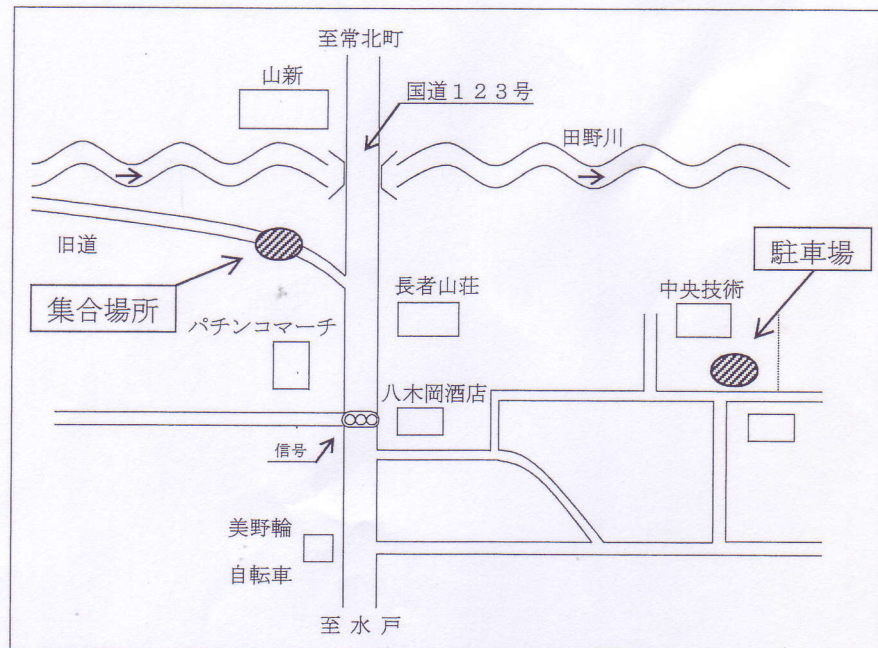 至常北町
山新
国道１２３号
田野川
旧道
駐車場
集合場所
長者山荘
中央技術
パチンコマーチ
八木岡酒店
信号
美野輪
自転車
至 水 戸